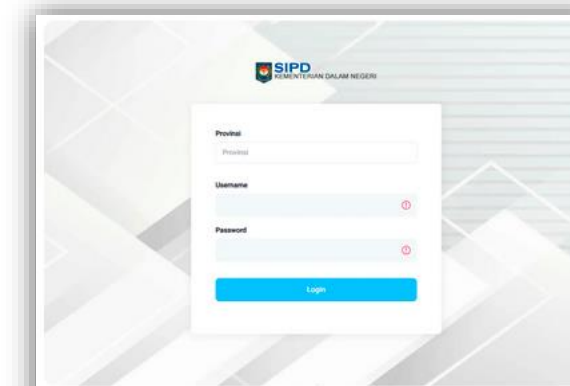 SIPD
KEMENTERIAN DALAM NEGERI
Provinsi
Provinsi
Username
Password
Login